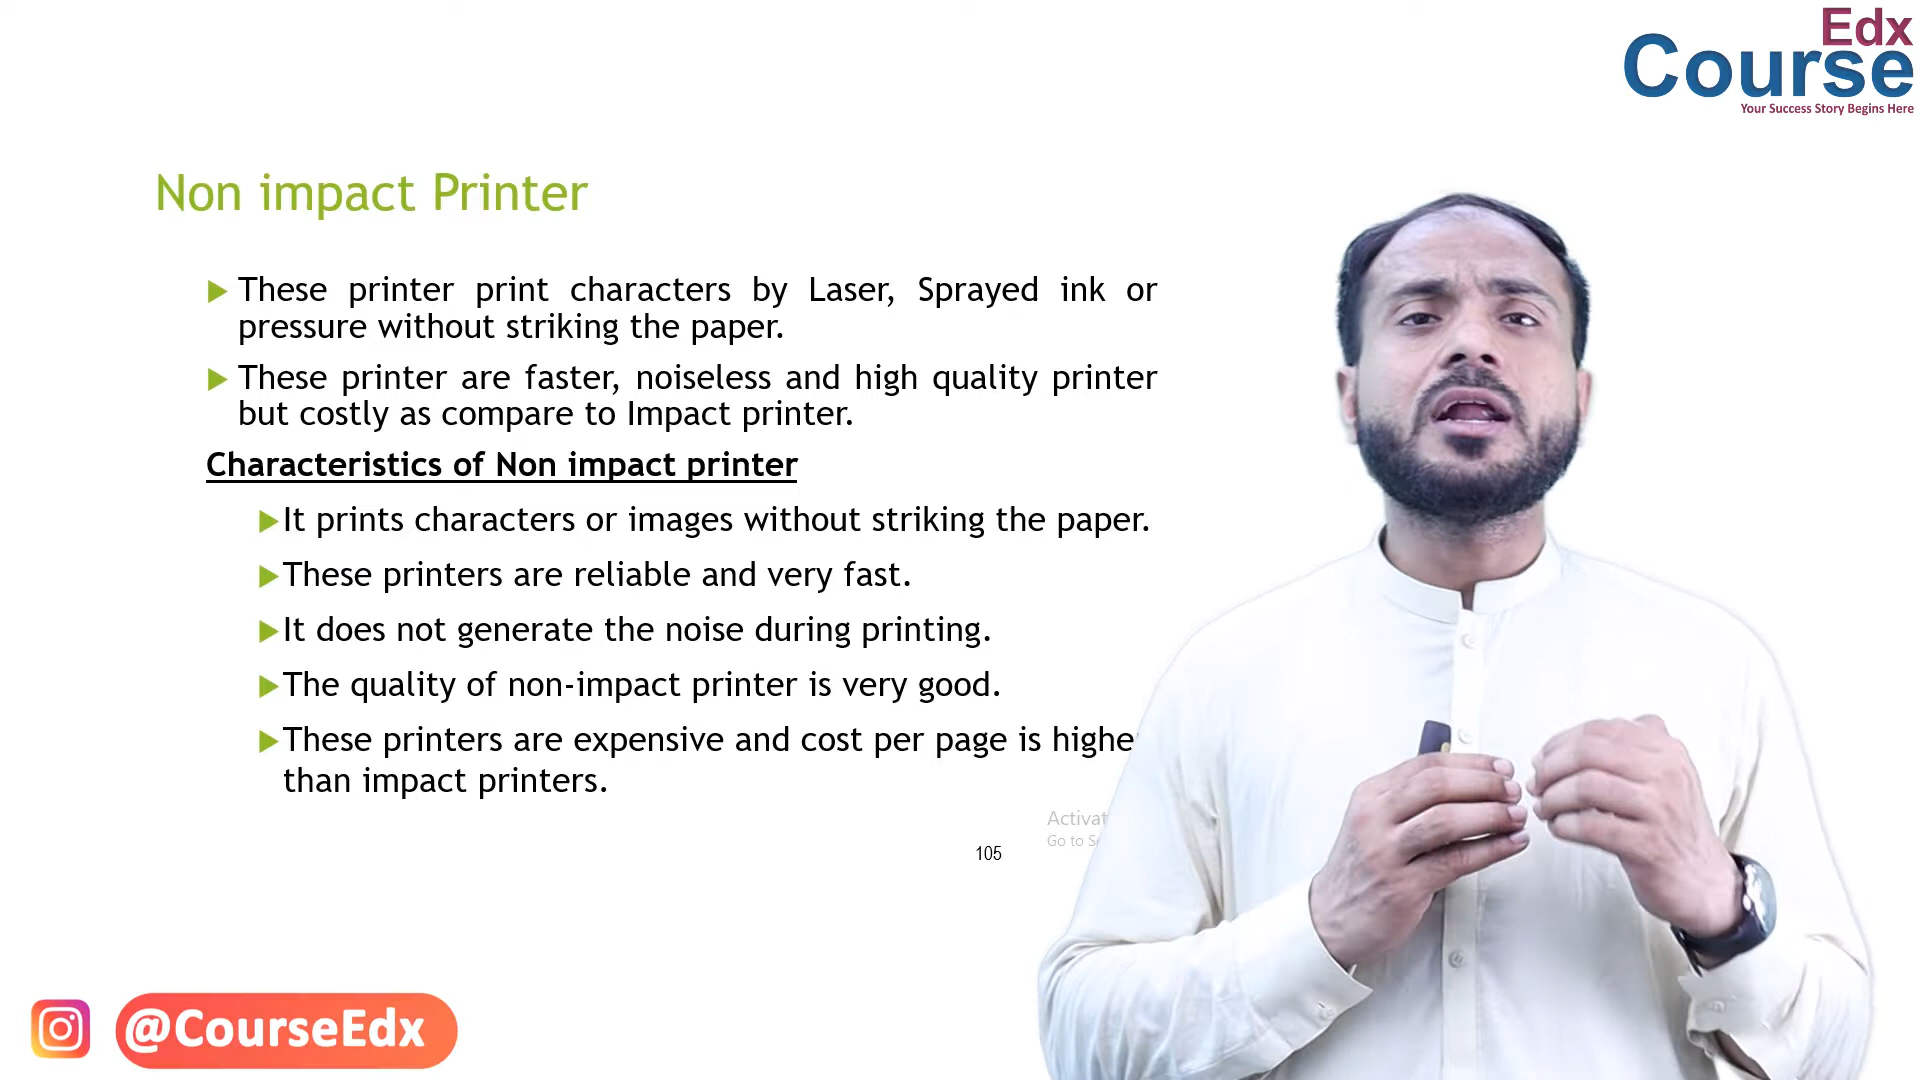 Edx
Course
Your Success Story Begins Here
Non impact Printer
These printer print characters by Laser, Sprayed ink or
pressure without striking the paper.
These printer are faster, noiseless and high quality printer
but costly as compare to Impact printer.
Characteristics of Non impact printer
It prints characters or images without striking the paper.
These printers are reliable and very fast.
It does not generate the noise during printing.
The quality of non-impact printer is very good.
These printers are expensive and cost per page is higher
than impact printers.
Go to
105
@CourseEdx